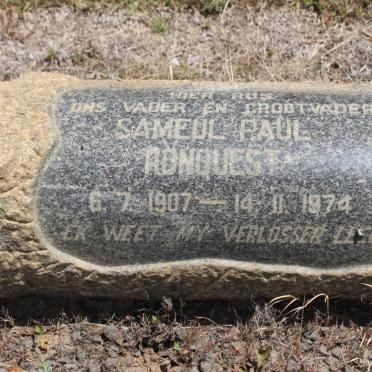 HIER RUS
ONS VADER EN GROOTVADER
SAMEUL PAUL
RONQUEST
6.7.1907 — 14.11.1974
EK WEET MY VERLOSSER LEEF